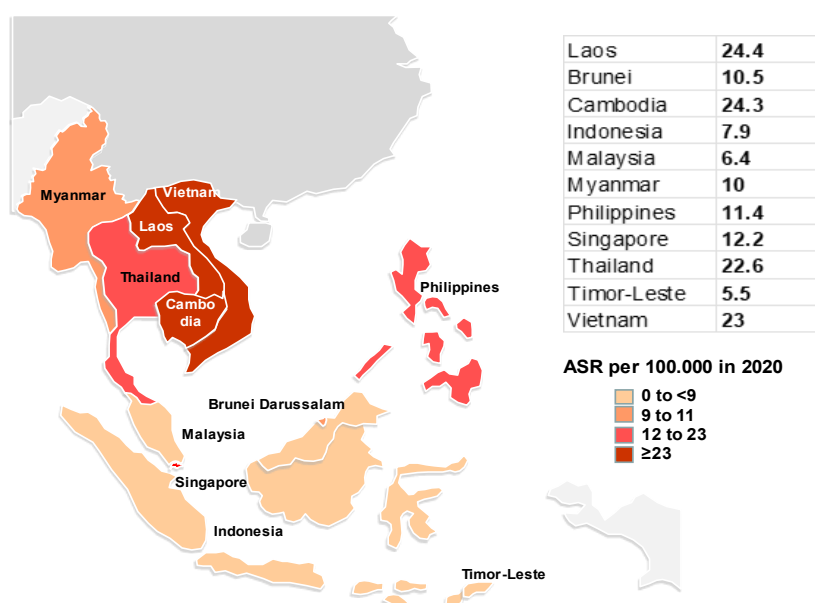 Laos 24.4
Brunei 10.5
Cambodia 24.3
Indonesia 7.9
Malaysia 6.4
Myanmar 10
Philippines 11.4
Singapore 12.2
Thailand 22.6
Timor-Leste 5.5
Vietnam 23
ASR per 100.000 in 2020
0 to <9
9 to 11
12 to 23
≥23
Myanmar
Vietnam
Laos
Thailand
Cambo
dia
Philippines
Brunei Darussalam
Malaysia
Singapore
Indonesia
Timor-Leste